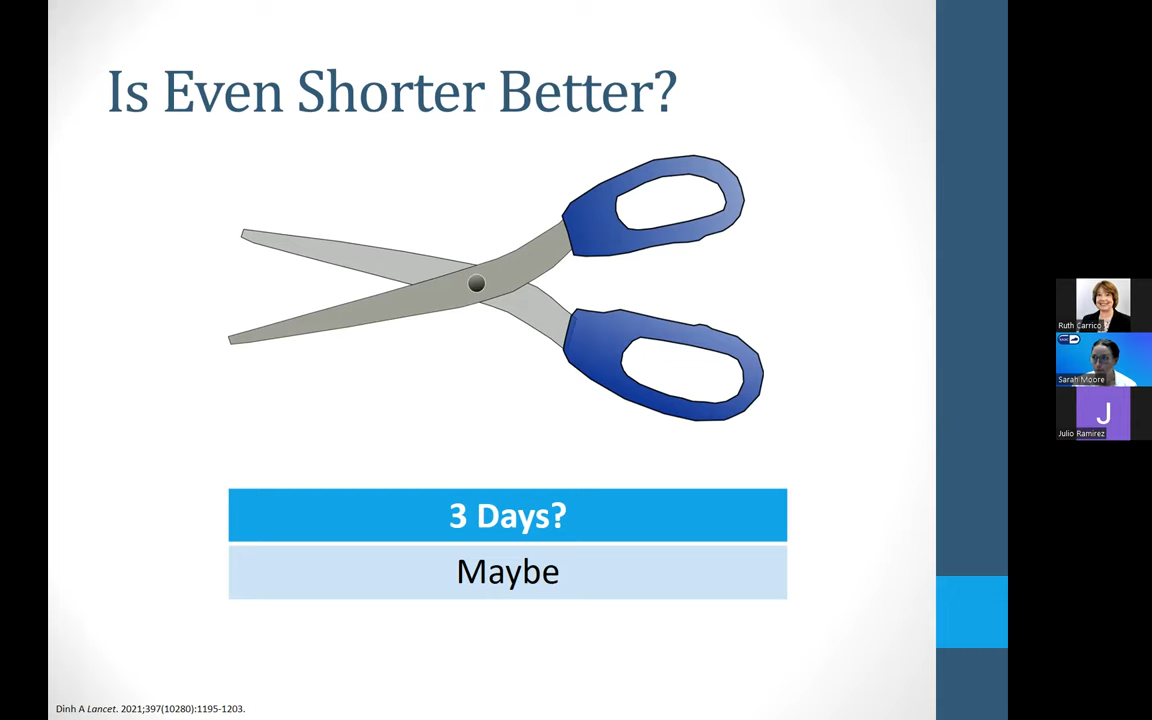 Is Even Shorter Better?
3 Days?
Maybe
Dinh A Lancet. 2021;397(10280):1195-1203.
Ruth Carrico
Sarah Moore
J
Julio Ramirez